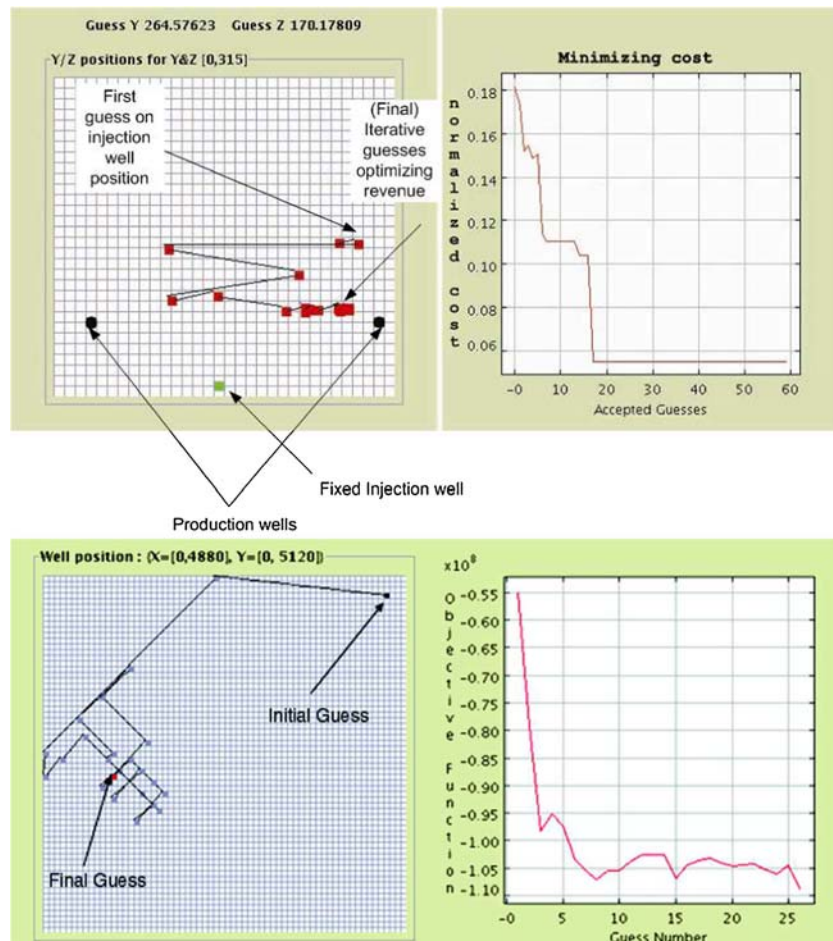 Guess Y 264.57623 Guess Z 170.17809
Y/Z positions for Y&Z [0,315]
First
guess on
injection
well
position
(Final)
Iterative
guesses
optimizing
revenue
Minimizing cost
normalized cost
0.18
0.16
0.14
0.12
0.10
0.08
0.06
-0 10 20 30 40 50 60
Accepted Guesses
Fixed Injection well
Production wells
Well position : (X=[0,4880], Y=[0, 5120])
Initial Guess
Final Guess
x10⁸
Objective Function
-0.55
-0.60
-0.65
-0.70
-0.75
-0.80
-0.85
-0.90
-0.95
-1.00
-1.05
-1.10
-0 5 10 15 20 25
Guess Number